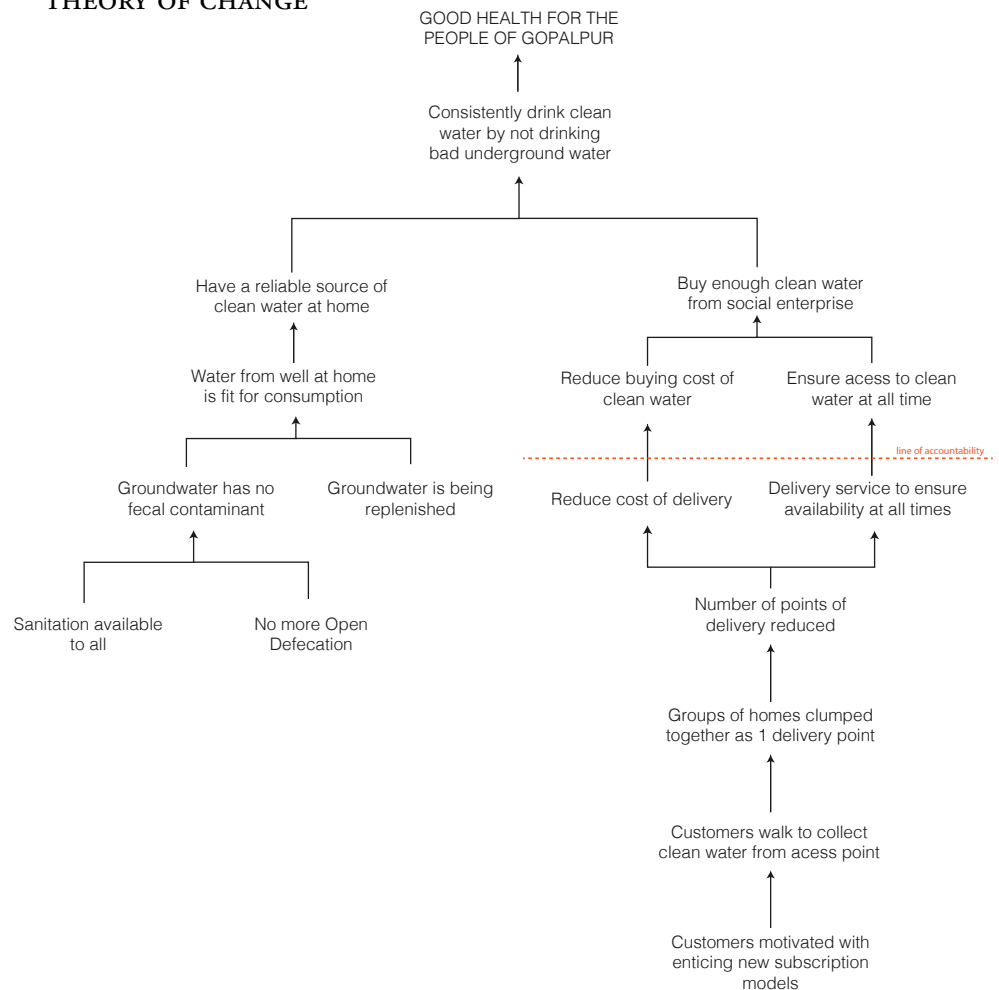 THEORY OF CHANGE
GOOD HEALTH FOR THE
PEOPLE OF GOPALPUR
Consistently drink clean
water by not drinking
bad underground water
Have a reliable source of
clean water at home
Buy enough clean water
from social enterprise
Water from well at home
is fit for consumption
Reduce buying cost of
clean water
Ensure acess to clean
water at all time
line of accountability
Groundwater has no
fecal contaminant
Groundwater is being
replenished
Reduce cost of delivery
Delivery service to ensure
availability at all times
Sanitation available
to all
No more Open
Defecation
Number of points of
delivery reduced
Groups of homes clumped
together as 1 delivery point
Customers walk to collect
clean water from acess point
Customers motivated with
enticing new subscription
models